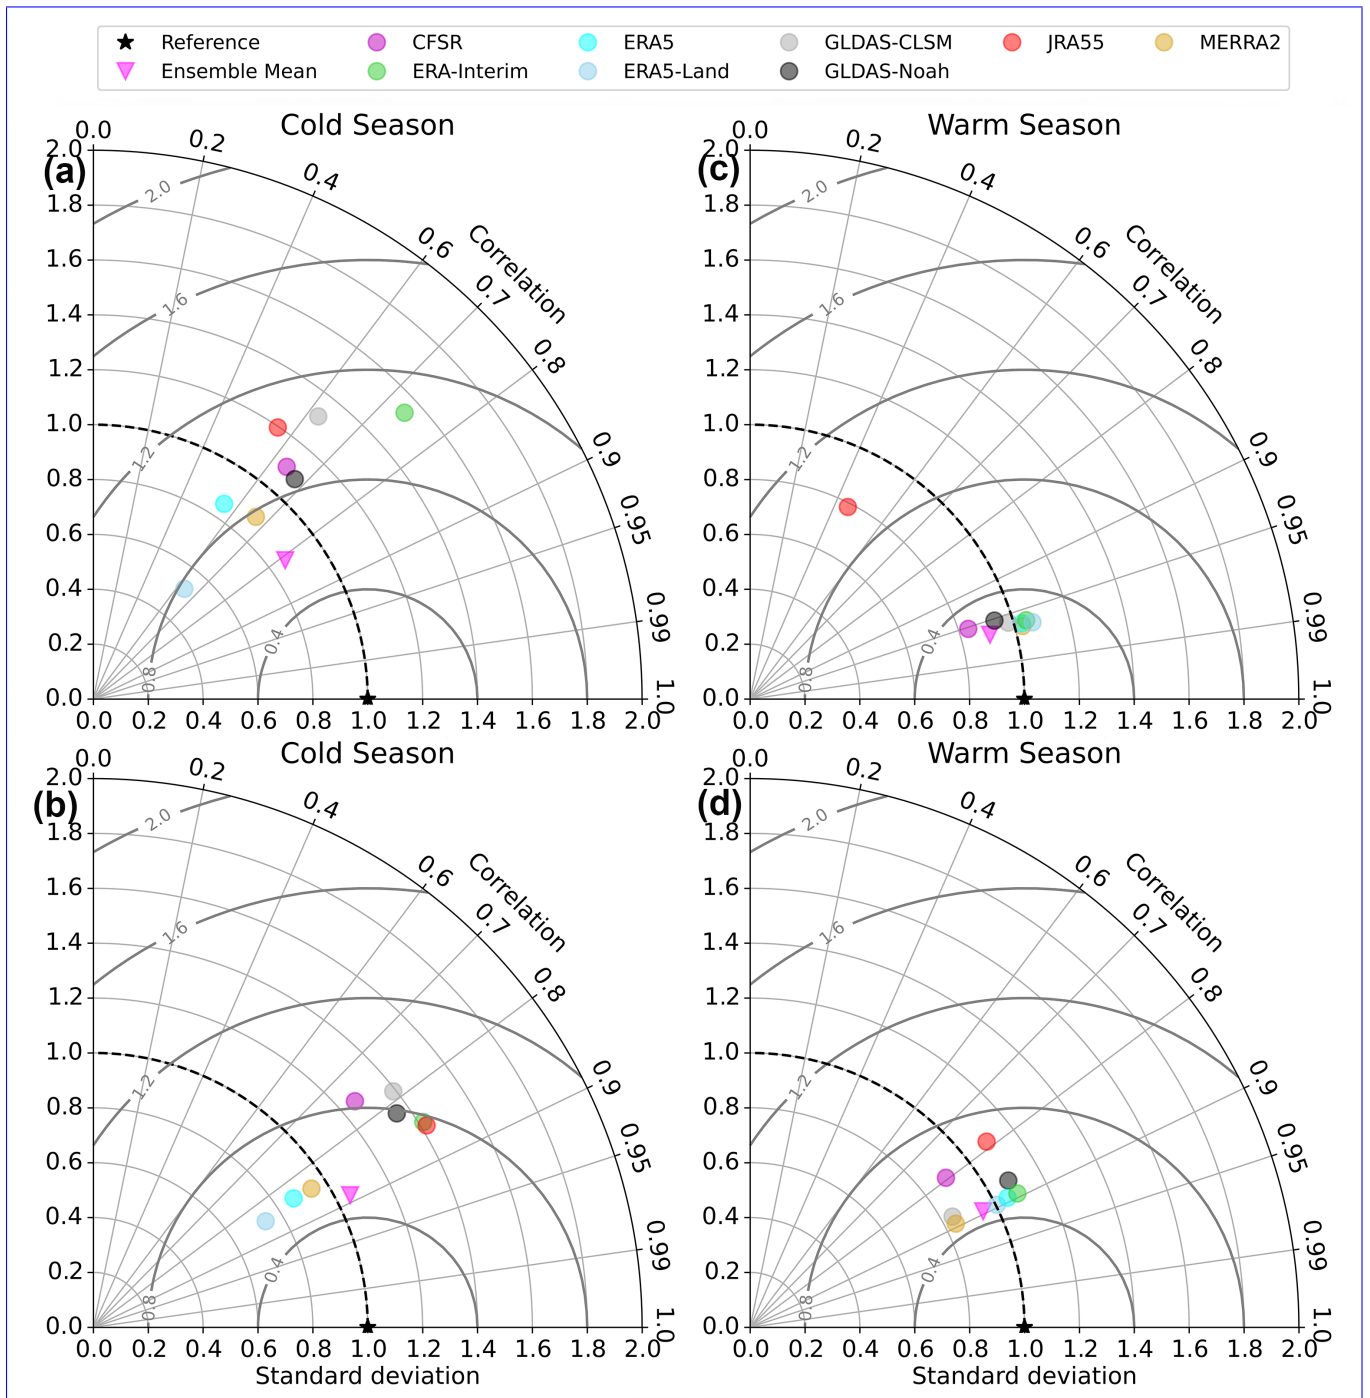 Reference CFSR ERA5 GLDAS-CLSM JRA55 MERRA2
Ensemble Mean ERA-Interim ERA5-Land GLDAS-Noah
Cold Season
(a)
0.0 0.2 0.4 0.6 0.7 0.8 0.9 0.95 0.99 1.0
Correlation
2.0
1.8
1.6
1.4
1.2
1.0
0.8
0.6
0.4
0.2
0.0
2.0
1.6
1.2
0.8
0.4
0.0 0.2 0.4 0.6 0.8 1.0 1.2 1.4 1.6 1.8 2.0
Warm Season
(c)
0.0 0.2 0.4 0.6 0.7 0.8 0.9 0.95 0.99 1.0
Correlation
2.0
1.8
1.6
1.4
1.2
1.0
0.8
0.6
0.4
0.2
0.0
2.0
1.6
1.2
0.8
0.4
0.0 0.2 0.4 0.6 0.8 1.0 1.2 1.4 1.6 1.8 2.0
Cold Season
(b)
0.0 0.2 0.4 0.6 0.7 0.8 0.9 0.95 0.99 1.0
Correlation
2.0
1.8
1.6
1.4
1.2
1.0
0.8
0.6
0.4
0.2
0.0
2.0
1.6
1.2
0.8
0.4
0.0 0.2 0.4 0.6 0.8 1.0 1.2 1.4 1.6 1.8 2.0
Standard deviation
Warm Season
(d)
0.0 0.2 0.4 0.6 0.7 0.8 0.9 0.95 0.99 1.0
Correlation
2.0
1.8
1.6
1.4
1.2
1.0
0.8
0.6
0.4
0.2
0.0
2.0
1.6
1.2
0.8
0.4
0.0 0.2 0.4 0.6 0.8 1.0 1.2 1.4 1.6 1.8 2.0
Standard deviation